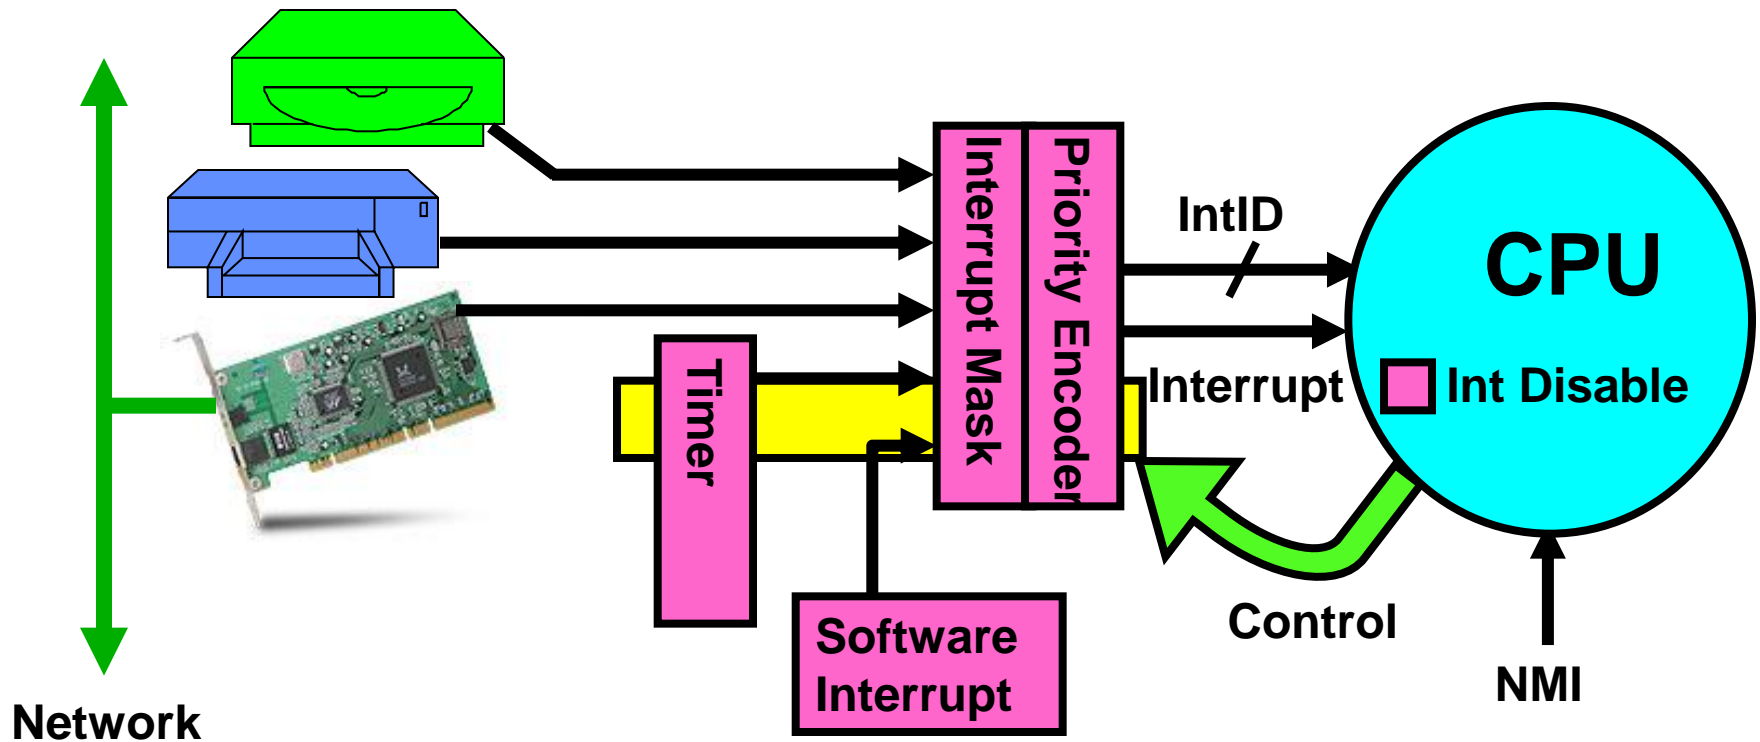 Interrupt Mask
Priority Encoder
IntID
CPU
Timer
Interrupt
Int Disable
Software
Interrupt
Control
NMI
Network